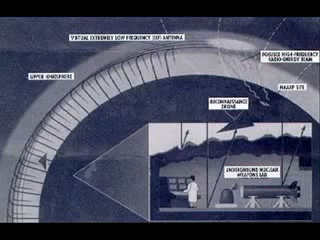 VIRTUAL EXTREMELY LOW FREQUENCY (ELF) ANTENNA
FOCUSED HIGH-FREQUENCY
RADIO-ENERGY BEAM
UPPER IONOSPHERE
HAARP SITE
RECONNAISSANCE
DRONE
UNDERGROUND NUCLEAR
WEAPONS LAB